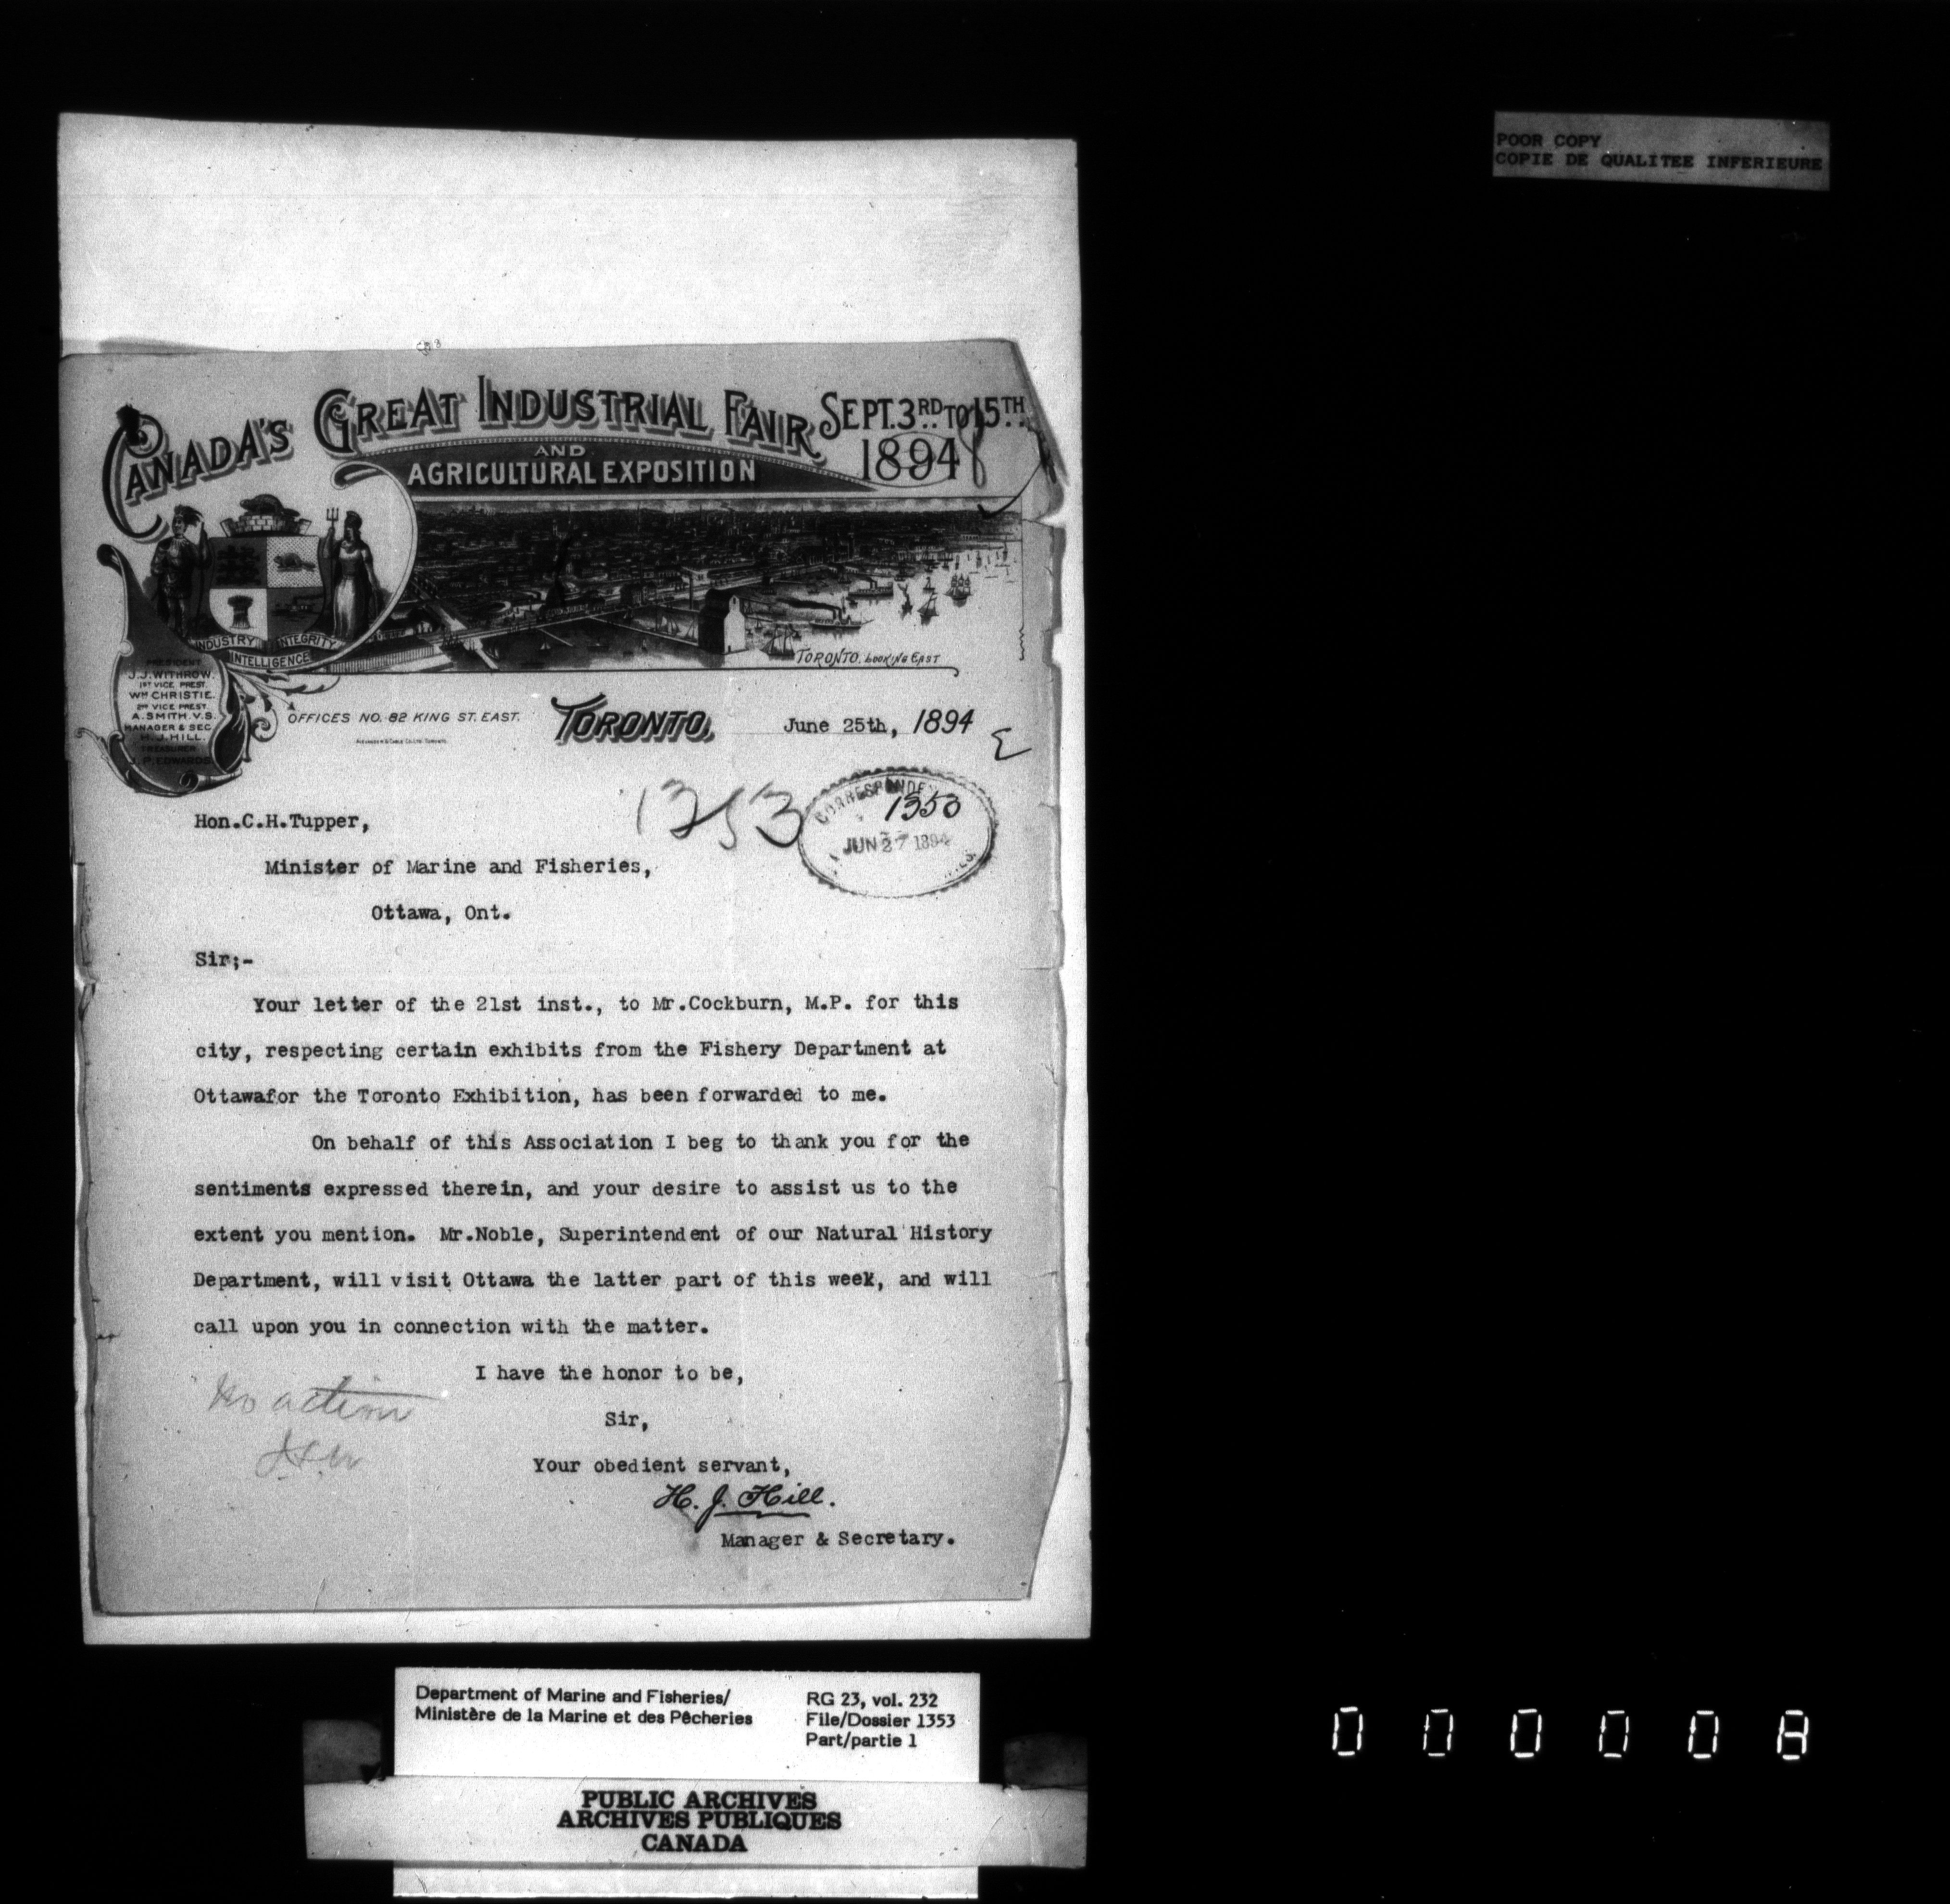 POOR COPY
COPIE DE QUALITEE INFERIEURE
CANADA'S GREAT INDUSTRIAL FAIR SEPT. 3RD TO 15TH
AND
AGRICULTURAL EXPOSITION
1894
8
INDUSTRY INTEGRITY
INTELLIGENCE
TORONTO. LOOKING EAST
PRESIDENT
J.J. WITHROW.
1ST VICE PREST.
WM CHRISTIE.
2ND VICE PREST.
A. SMITH. V.S.
MANAGER & SEC.
H. J. HILL.
TREASURER
J. P. EDWARDS
OFFICES NO. 82 KING ST. EAST.
TORONTO, June 25th, 1894
1353
CORRESPONDEN
1350
JUN 27 1894
Hon.C.H.Tupper,
Minister of Marine and Fisheries,
Ottawa, Ont.
Sir;-
Your letter of the 21st inst., to Mr.Cockburn, M.P. for this
city, respecting certain exhibits from the Fishery Department at
Ottawafor the Toronto Exhibition, has been forwarded to me.
On behalf of this Association I beg to thank you for the
sentiments expressed therein, and your desire to assist us to the
extent you mention. Mr.Noble, Superintendent of our Natural History
Department, will visit Ottawa the latter part of this week, and will
call upon you in connection with the matter.
I have the honor to be,
Sir,
Your obedient servant,
H. J. Hill.
Manager & Secretary.
No action
Department of Marine and Fisheries/
Ministère de la Marine et des Pêcheries
RG 23, vol. 232
File/Dossier 1353
Part/partie 1
PUBLIC ARCHIVES
ARCHIVES PUBLIQUES
CANADA
0 0 0 0 0 8